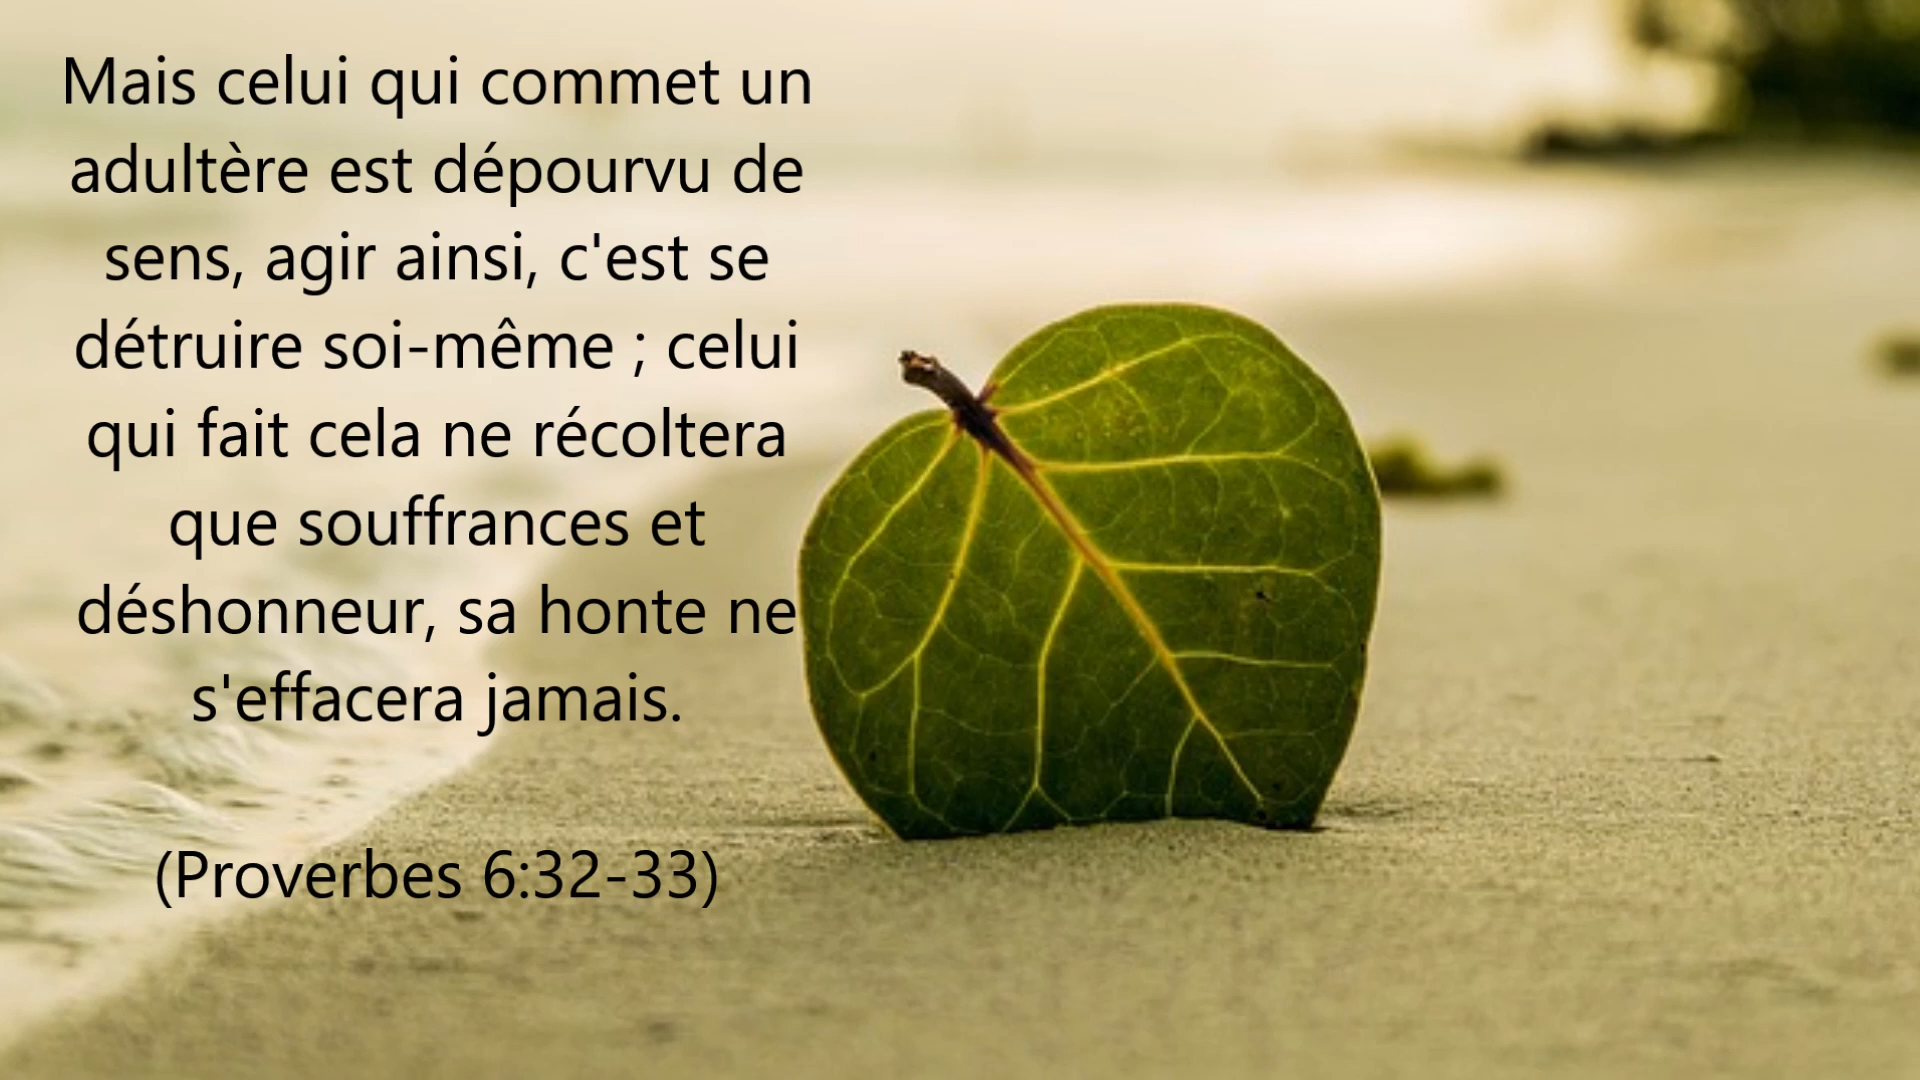 Mais celui qui commet un
adultère est dépourvu de
sens, agir ainsi, c'est se
détruire soi-même ; celui
qui fait cela ne récoltera
que souffrances et
déshonneur, sa honte ne
s'effacera jamais.
(Proverbes 6:32-33)